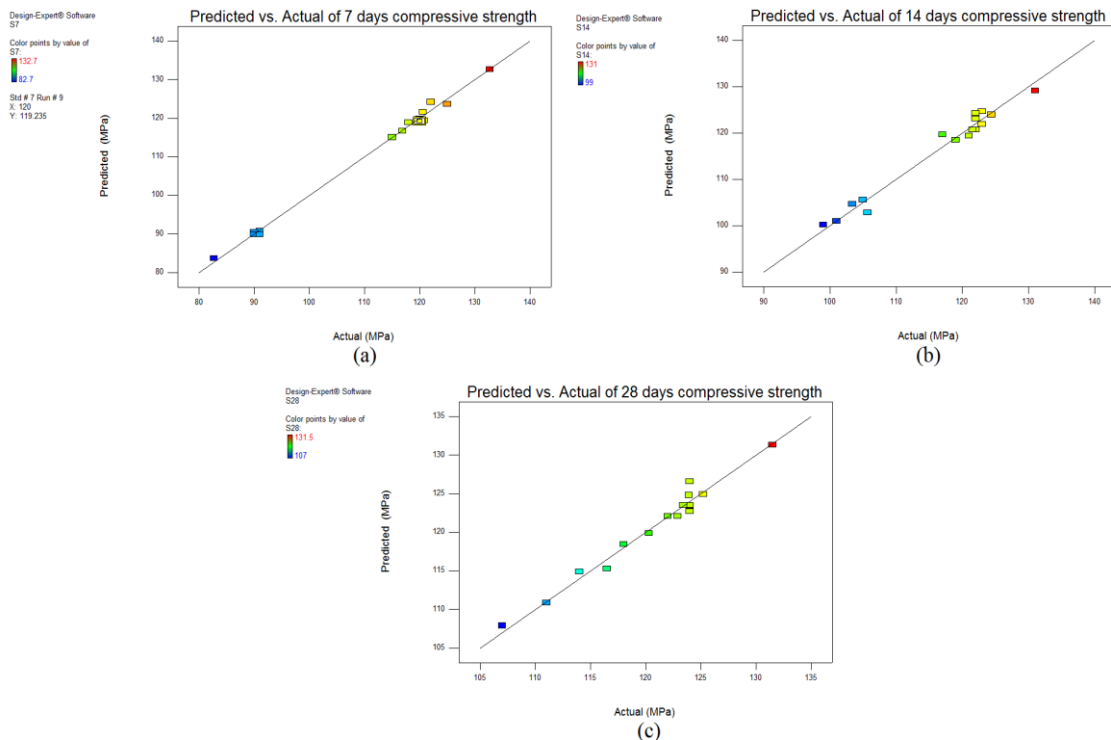 Design-Expert® Software
S7
Color points by value of
S7:
132.7
82.7
Std # 7 Run # 9
X: 120
Y: 119.235
Predicted vs. Actual of 7 days compressive strength
Predicted (MPa)
140
130
120
110
100
90
80
80 90 100 110 120 130 140
Actual (MPa)
(a)
Design-Expert® Software
S14
Color points by value of
S14:
131
99
Predicted vs. Actual of 14 days compressive strength
Predicted (MPa)
140
130
120
110
100
90
90 100 110 120 130 140
Actual (MPa)
(b)
Design-Expert® Software
S28
Color points by value of
S28:
131.5
107
Predicted vs. Actual of 28 days compressive strength
Predicted (MPa)
135
130
125
120
115
110
105
105 110 115 120 125 130 135
Actual (MPa)
(c)